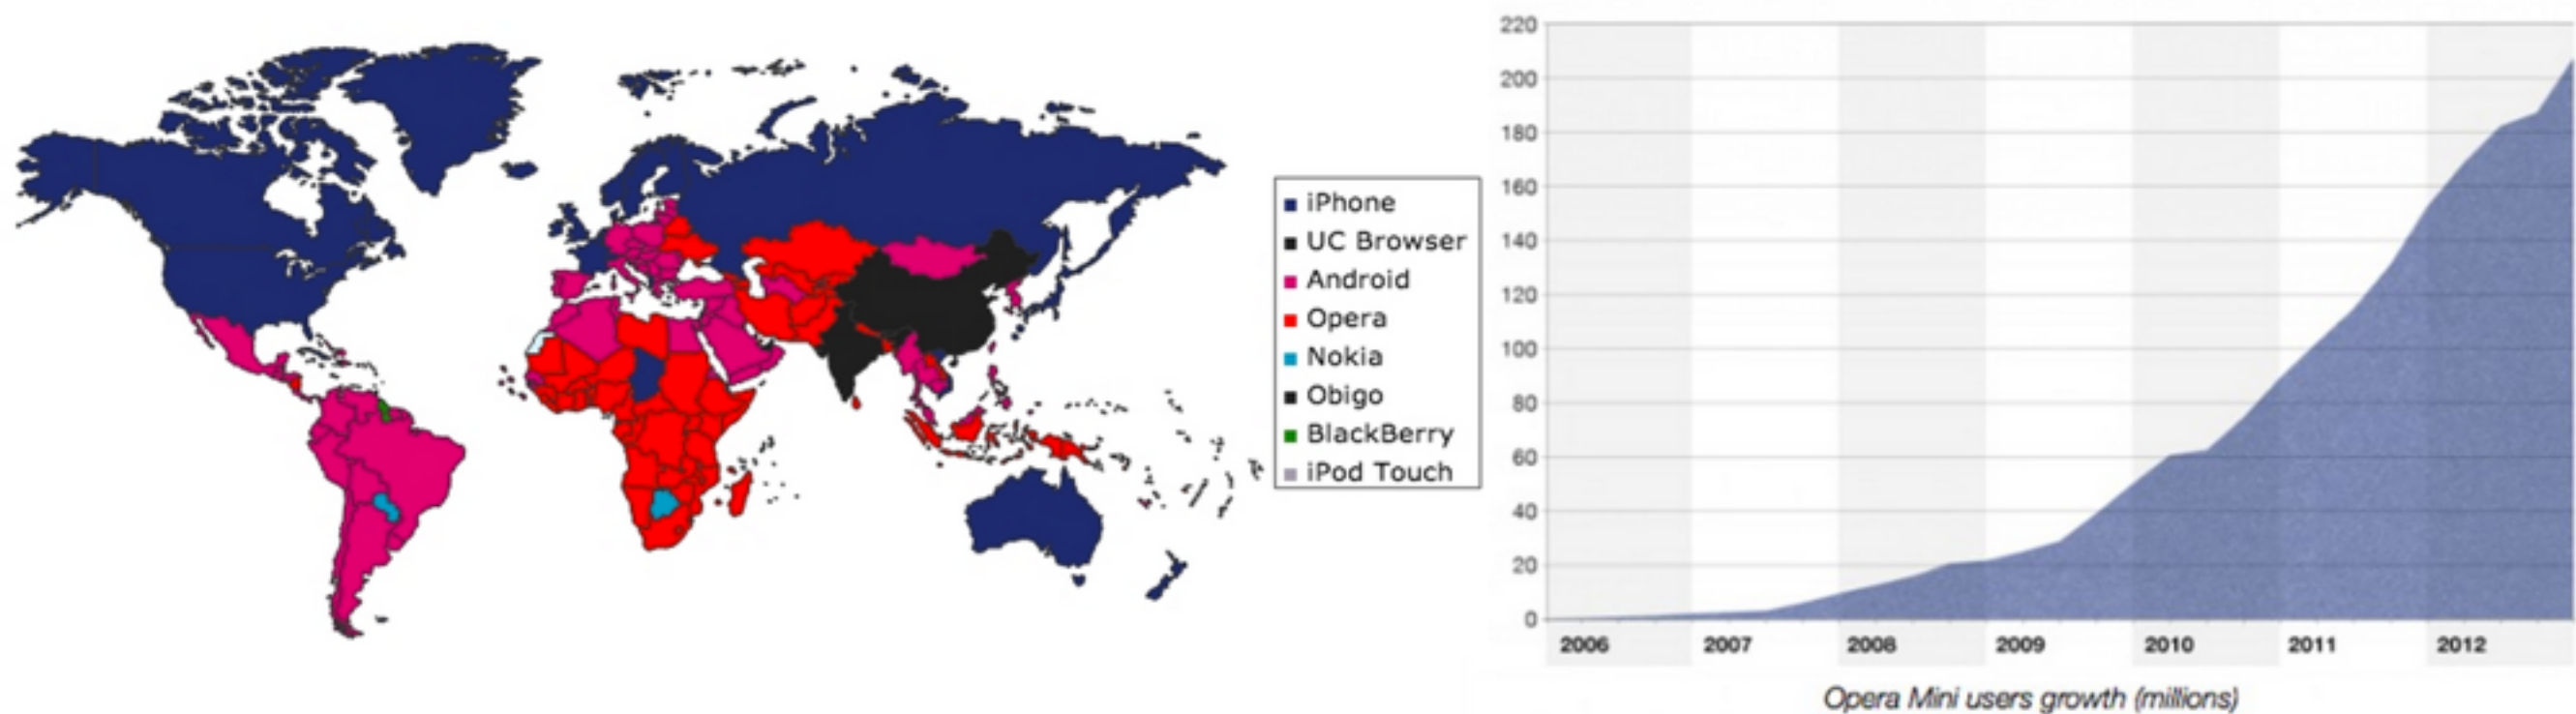 iPhone
UC Browser
Android
Opera
Nokia
Obigo
BlackBerry
iPod Touch
220
200
180
160
140
120
100
80
60
40
20
0
2006 2007 2008 2009 2010 2011 2012
Opera Mini users growth (millions)